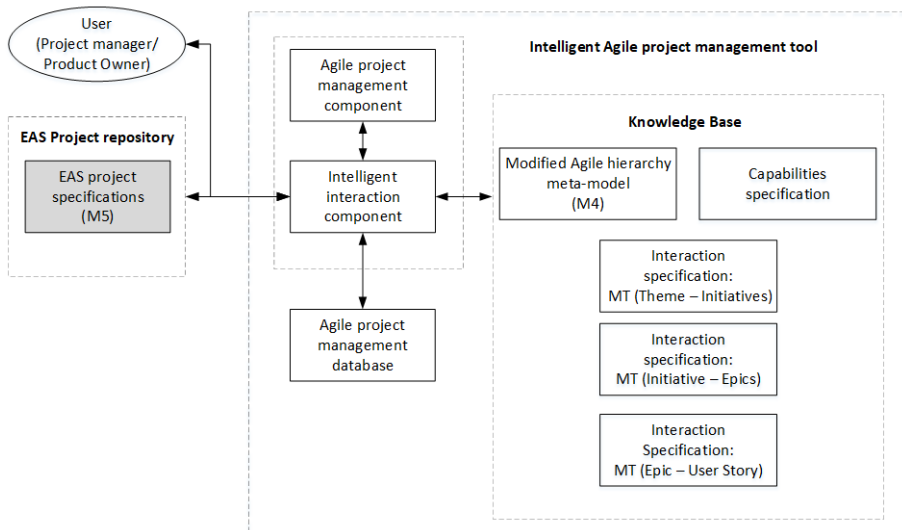 User
(Project manager/
Product Owner)
Intelligent Agile project management tool
Agile project
management
component
EAS Project repository
Knowledge Base
EAS project
specifications
(M5)
Intelligent
interaction
component
Modified Agile hierarchy
meta-model
(M4)
Capabilities
specification
Interaction
specification:
MT (Theme – Initiatives)
Agile project
management
database
Interaction
specification:
MT (Initiative – Epics)
Interaction
Specification:
MT (Epic – User Story)